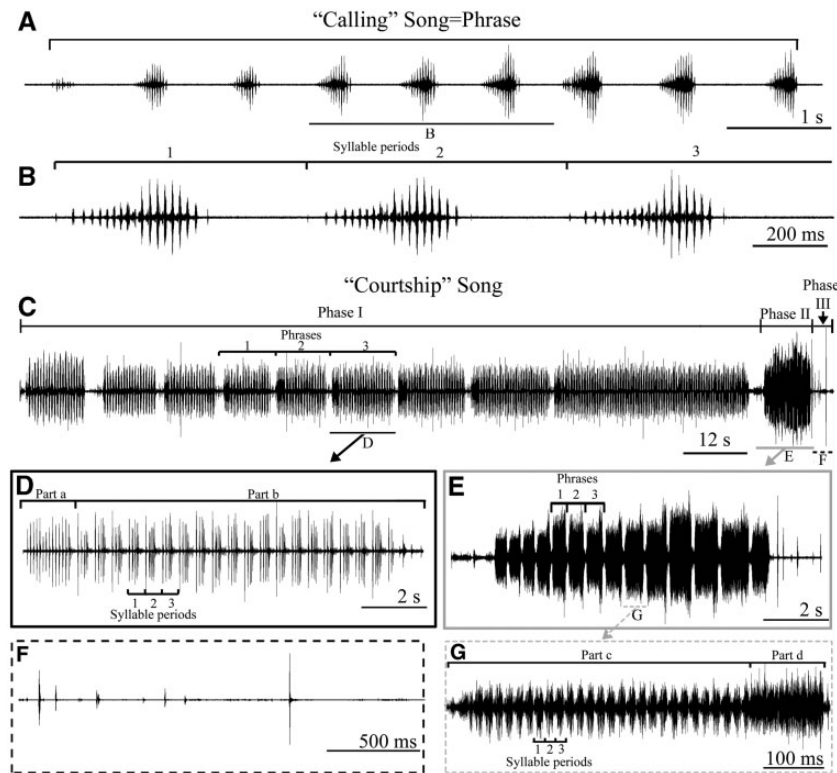 A
“Calling” Song=Phrase
B
1 s
Syllable periods
1 2 3
B
200 ms
“Courtship” Song
C
Phase I
Phase II
Phase
III
Phrases
1 2 3
D
12 s
E
F
D
Part a
Part b
1 2 3
Syllable periods
2 s
E
Phrases
1 2 3
G
2 s
F
500 ms
G
Part c
Part d
1 2 3
Syllable periods
100 ms